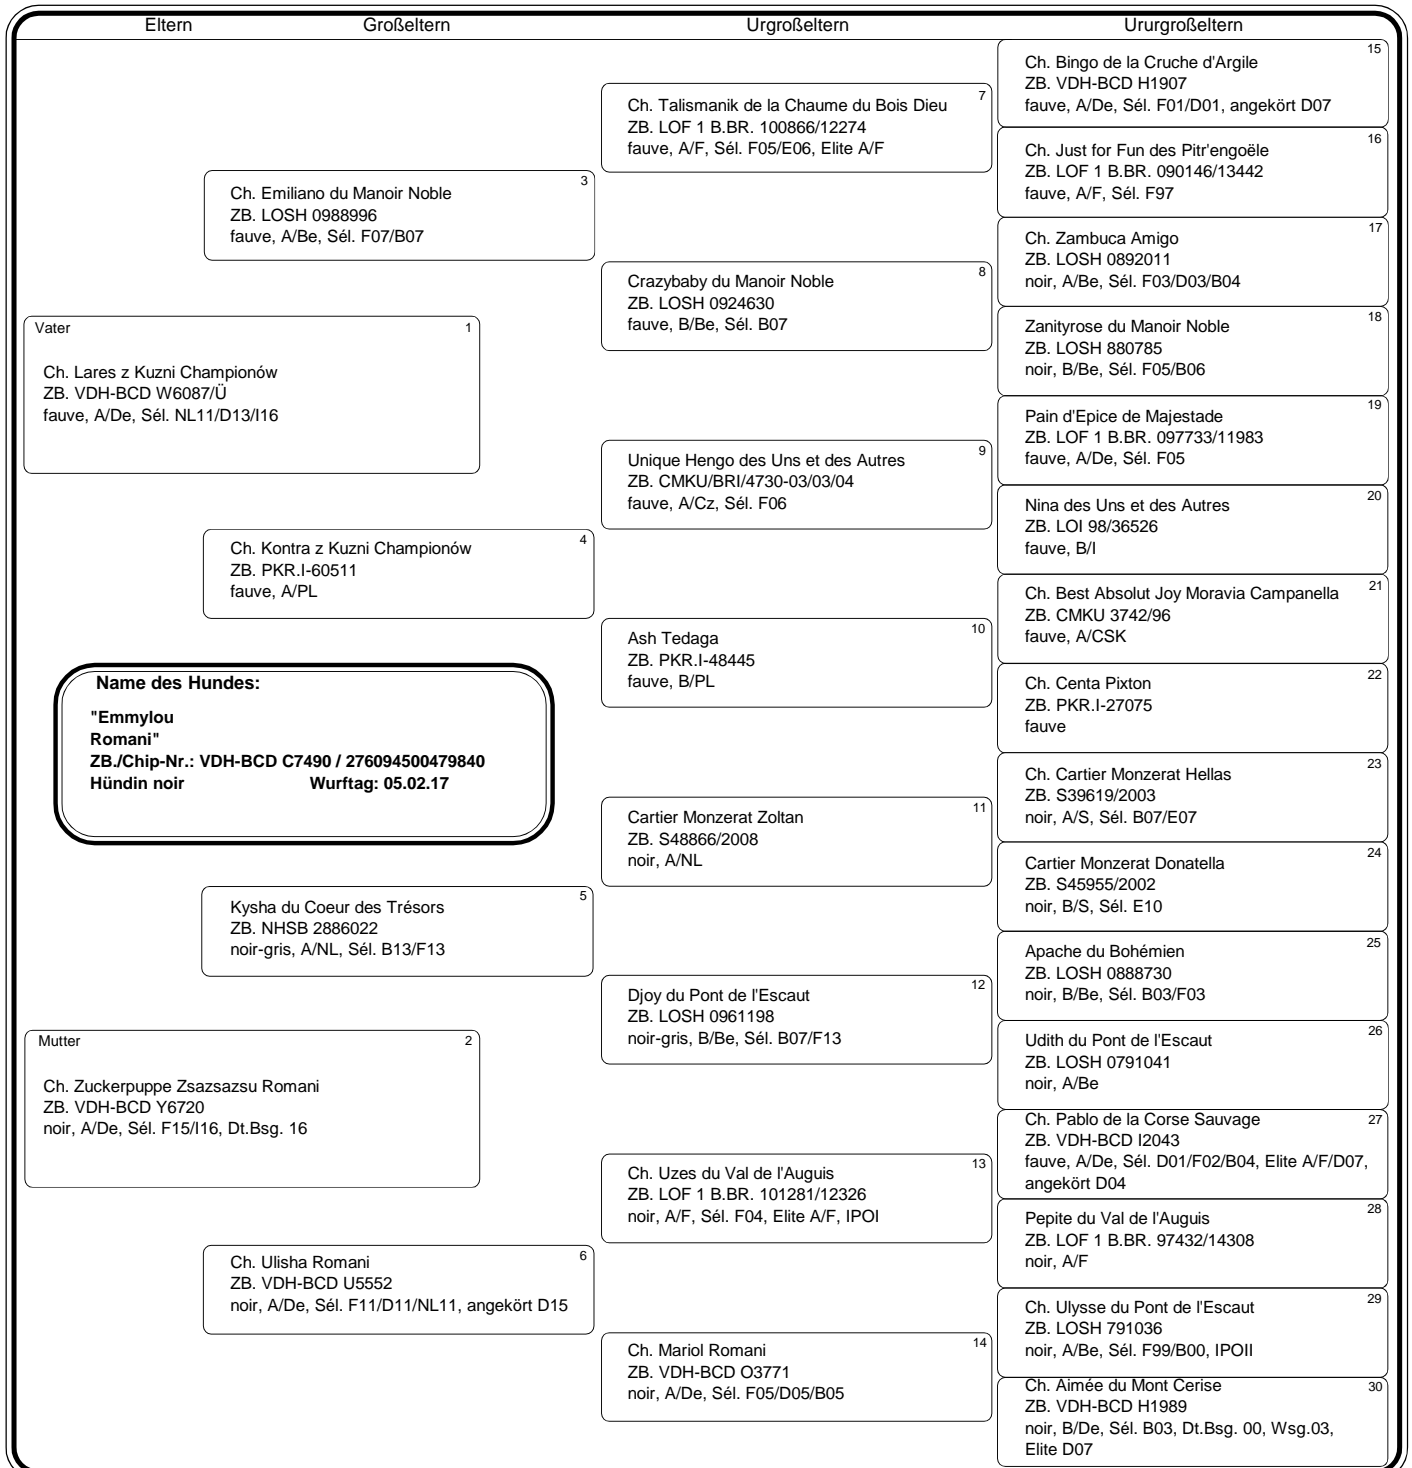 Eltern Großeltern Urgroßeltern Ururgroßeltern
Vater 1
Ch. Lares z Kuzni Championów
ZB. VDH-BCD W6087/Ü
fauve, A/De, Sél. NL11/D13/I16
Name des Hundes:
"Emmylou
Romani"
ZB./Chip-Nr.: VDH-BCD C7490 / 276094500479840
Hündin noir Wurftag: 05.02.17
Mutter 2
Ch. Zuckerpuppe Zsazsazsu Romani
ZB. VDH-BCD Y6720
noir, A/De, Sél. F15/I16, Dt.Bsg. 16
3
Ch. Emiliano du Manoir Noble
ZB. LOSH 0988996
fauve, A/Be, Sél. F07/B07
4
Ch. Kontra z Kuzni Championów
ZB. PKR.I-60511
fauve, A/PL
5
Kysha du Coeur des Trésors
ZB. NHSB 2886022
noir-gris, A/NL, Sél. B13/F13
6
Ch. Ulisha Romani
ZB. VDH-BCD U5552
noir, A/De, Sél. F11/D11/NL11, angekört D15
7
Ch. Talismanik de la Chaume du Bois Dieu
ZB. LOF 1 B.BR. 100866/12274
fauve, A/F, Sél. F05/E06, Elite A/F
8
Crazybaby du Manoir Noble
ZB. LOSH 0924630
fauve, B/Be, Sél. B07
9
Unique Hengo des Uns et des Autres
ZB. CMKU/BRI/4730-03/03/04
fauve, A/Cz, Sél. F06
10
Ash Tedaga
ZB. PKR.I-48445
fauve, B/PL
11
Cartier Monzerat Zoltan
ZB. S48866/2008
noir, A/NL
12
Djoy du Pont de l'Escaut
ZB. LOSH 0961198
noir-gris, B/Be, Sél. B07/F13
13
Ch. Uzes du Val de l'Auguis
ZB. LOF 1 B.BR. 101281/12326
noir, A/F, Sél. F04, Elite A/F, IPOI
14
Ch. Mariol Romani
ZB. VDH-BCD O3771
noir, A/De, Sél. F05/D05/B05
15
Ch. Bingo de la Cruche d'Argile
ZB. VDH-BCD H1907
fauve, A/De, Sél. F01/D01, angekört D07
16
Ch. Just for Fun des Pitr'engoële
ZB. LOF 1 B.BR. 090146/13442
fauve, A/F, Sél. F97
17
Ch. Zambuca Amigo
ZB. LOSH 0892011
noir, A/Be, Sél. F03/D03/B04
18
Zanityrose du Manoir Noble
ZB. LOSH 880785
noir, B/Be, Sél. F05/B06
19
Pain d'Epice de Majestade
ZB. LOF 1 B.BR. 097733/11983
fauve, A/De, Sél. F05
20
Nina des Uns et des Autres
ZB. LOI 98/36526
fauve, B/I
21
Ch. Best Absolut Joy Moravia Campanella
ZB. CMKU 3742/96
fauve, A/CSK
22
Ch. Centa Pixton
ZB. PKR.I-27075
fauve
23
Ch. Cartier Monzerat Hellas
ZB. S39619/2003
noir, A/S, Sél. B07/E07
24
Cartier Monzerat Donatella
ZB. S45955/2002
noir, B/S, Sél. E10
25
Apache du Bohémien
ZB. LOSH 0888730
noir, B/Be, Sél. B03/F03
26
Udith du Pont de l'Escaut
ZB. LOSH 0791041
noir, A/Be
27
Ch. Pablo de la Corse Sauvage
ZB. VDH-BCD I2043
fauve, A/De, Sél. D01/F02/B04, Elite A/F/D07,
angekört D04
28
Pepite du Val de l'Auguis
ZB. LOF 1 B.BR. 97432/14308
noir, A/F
29
Ch. Ulysse du Pont de l'Escaut
ZB. LOSH 791036
noir, A/Be, Sél. F99/B00, IPOII
30
Ch. Aimée du Mont Cerise
ZB. VDH-BCD H1989
noir, B/De, Sél. B03, Dt.Bsg. 00, Wsg.03,
Elite D07